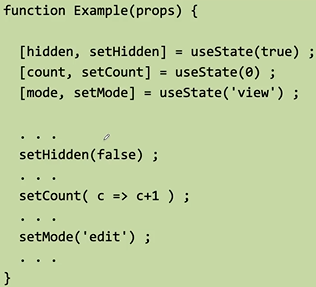 function Example(props) {
[hidden, setHidden] = useState(true) ;
[count, setCount] = useState(0) ;
[mode, setMode] = useState('view') ;
. . .
setHidden(false) ;
. . .
setCount( c => c+1 ) ;
. . .
setMode('edit') ;
. . .
}